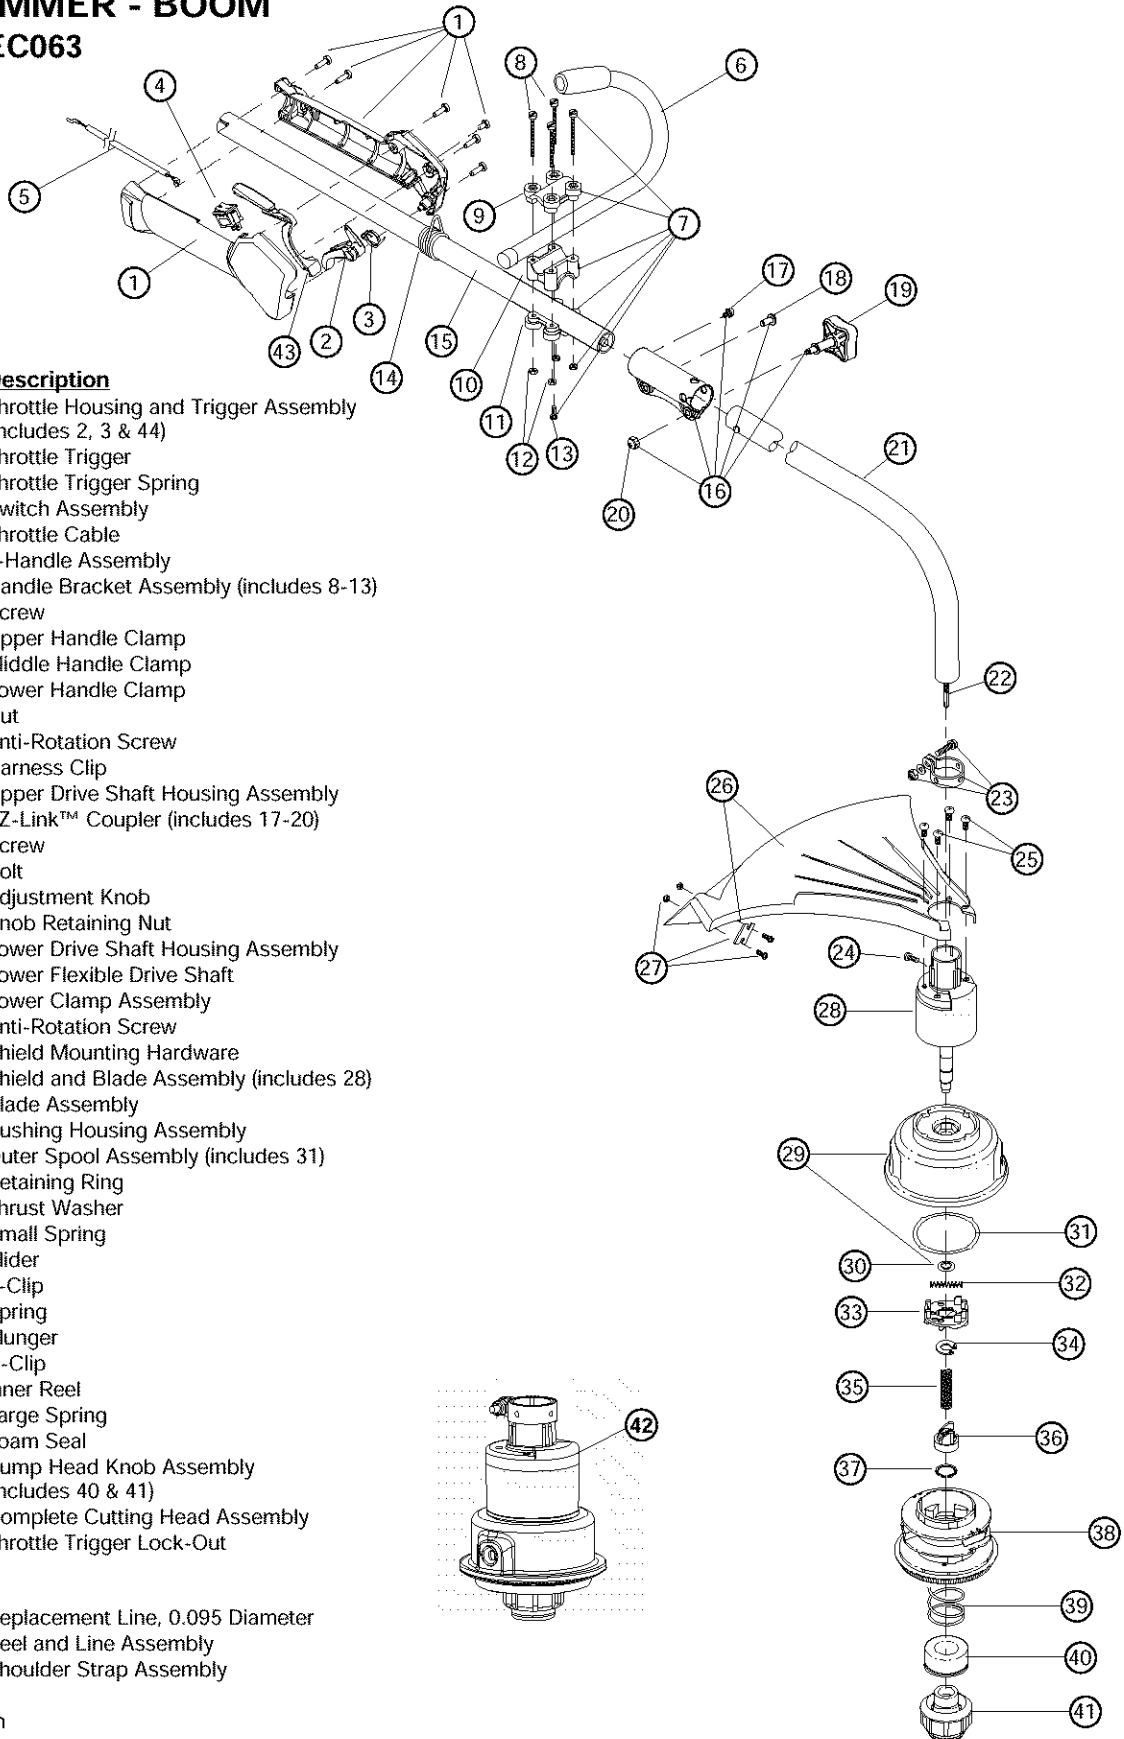 MMER - BOOM
EC063
1
8
6
4
5
9
7
1
17
18
19
3
2
43
14
15
10
11
12
13
16
20
21
Description
hrottle Housing and Trigger Assembly
ncludes 2, 3 & 44)
hrottle Trigger
hrottle Trigger Spring
witch Assembly
hrottle Cable
-Handle Assembly
andle Bracket Assembly (includes 8-13)
crew
pper Handle Clamp
iddle Handle Clamp
ower Handle Clamp
ut
nti-Rotation Screw
arness Clip
pper Drive Shaft Housing Assembly
Z-Link™ Coupler (includes 17-20)
crew
olt
djustment Knob
nob Retaining Nut
ower Drive Shaft Housing Assembly
ower Flexible Drive Shaft
ower Clamp Assembly
nti-Rotation Screw
hield Mounting Hardware
hield and Blade Assembly (includes 28)
lade Assembly
ushing Housing Assembly
uter Spool Assembly (includes 31)
etaining Ring
hrust Washer
mall Spring
lider
-Clip
pring
lunger
-Clip
nner Reel
arge Spring
oam Seal
ump Head Knob Assembly
ncludes 40 & 41)
omplete Cutting Head Assembly
hrottle Trigger Lock-Out
eplacement Line, 0.095 Diameter
eel and Line Assembly
houlder Strap Assembly
n
22
23
26
25
27
24
28
29
31
30
32
33
34
35
36
37
42
38
39
40
41